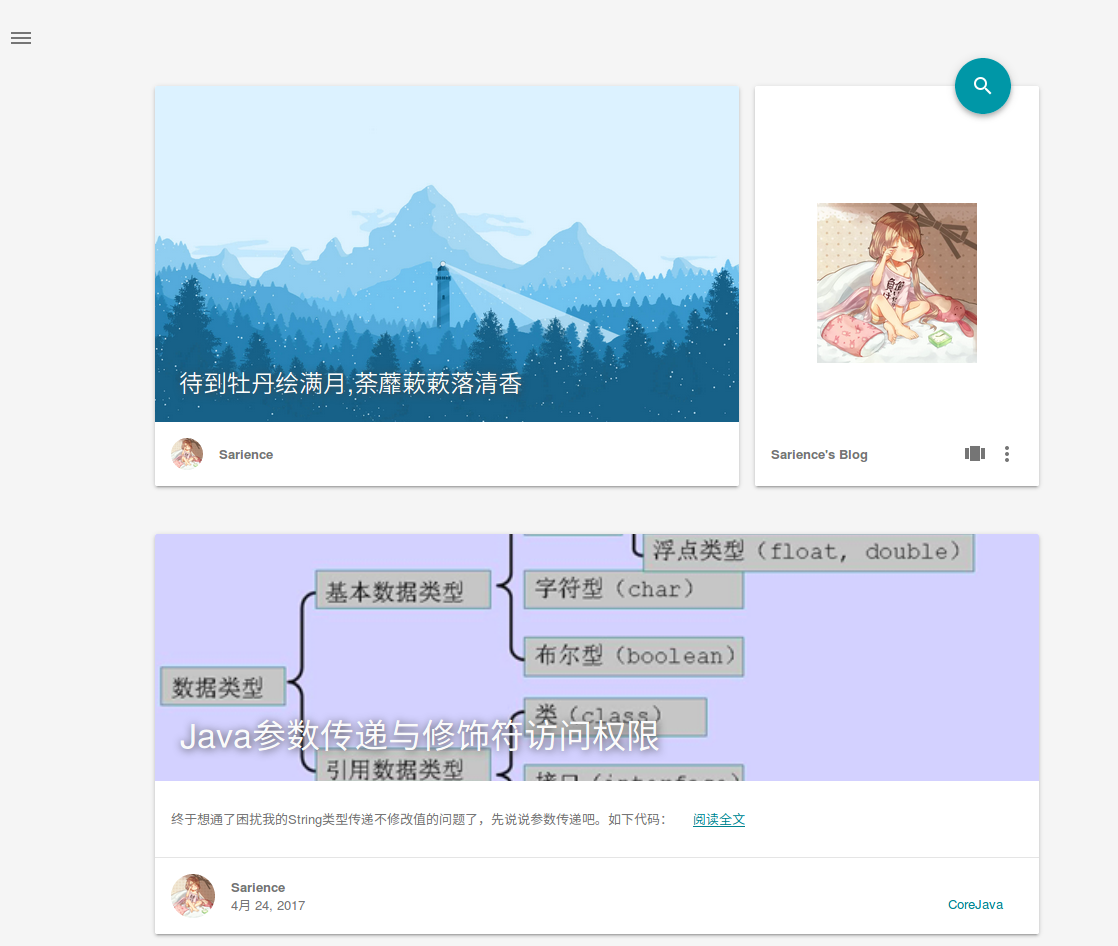 待到牡丹绘满月,荼蘼蔌蔌落清香
Sarience
Sarience's Blog
浮点类型（float, double）
基本数据类型
字符型（char）
布尔型（boolean）
数据类型
类（class）
Java参数传递与修饰符访问权限
引用数据类型
接口（interface）
终于想通了困扰我的String类型传递不修改值的问题了，先说说参数传递吧。如下代码： 阅读全文
Sarience
4月 24, 2017
CoreJava